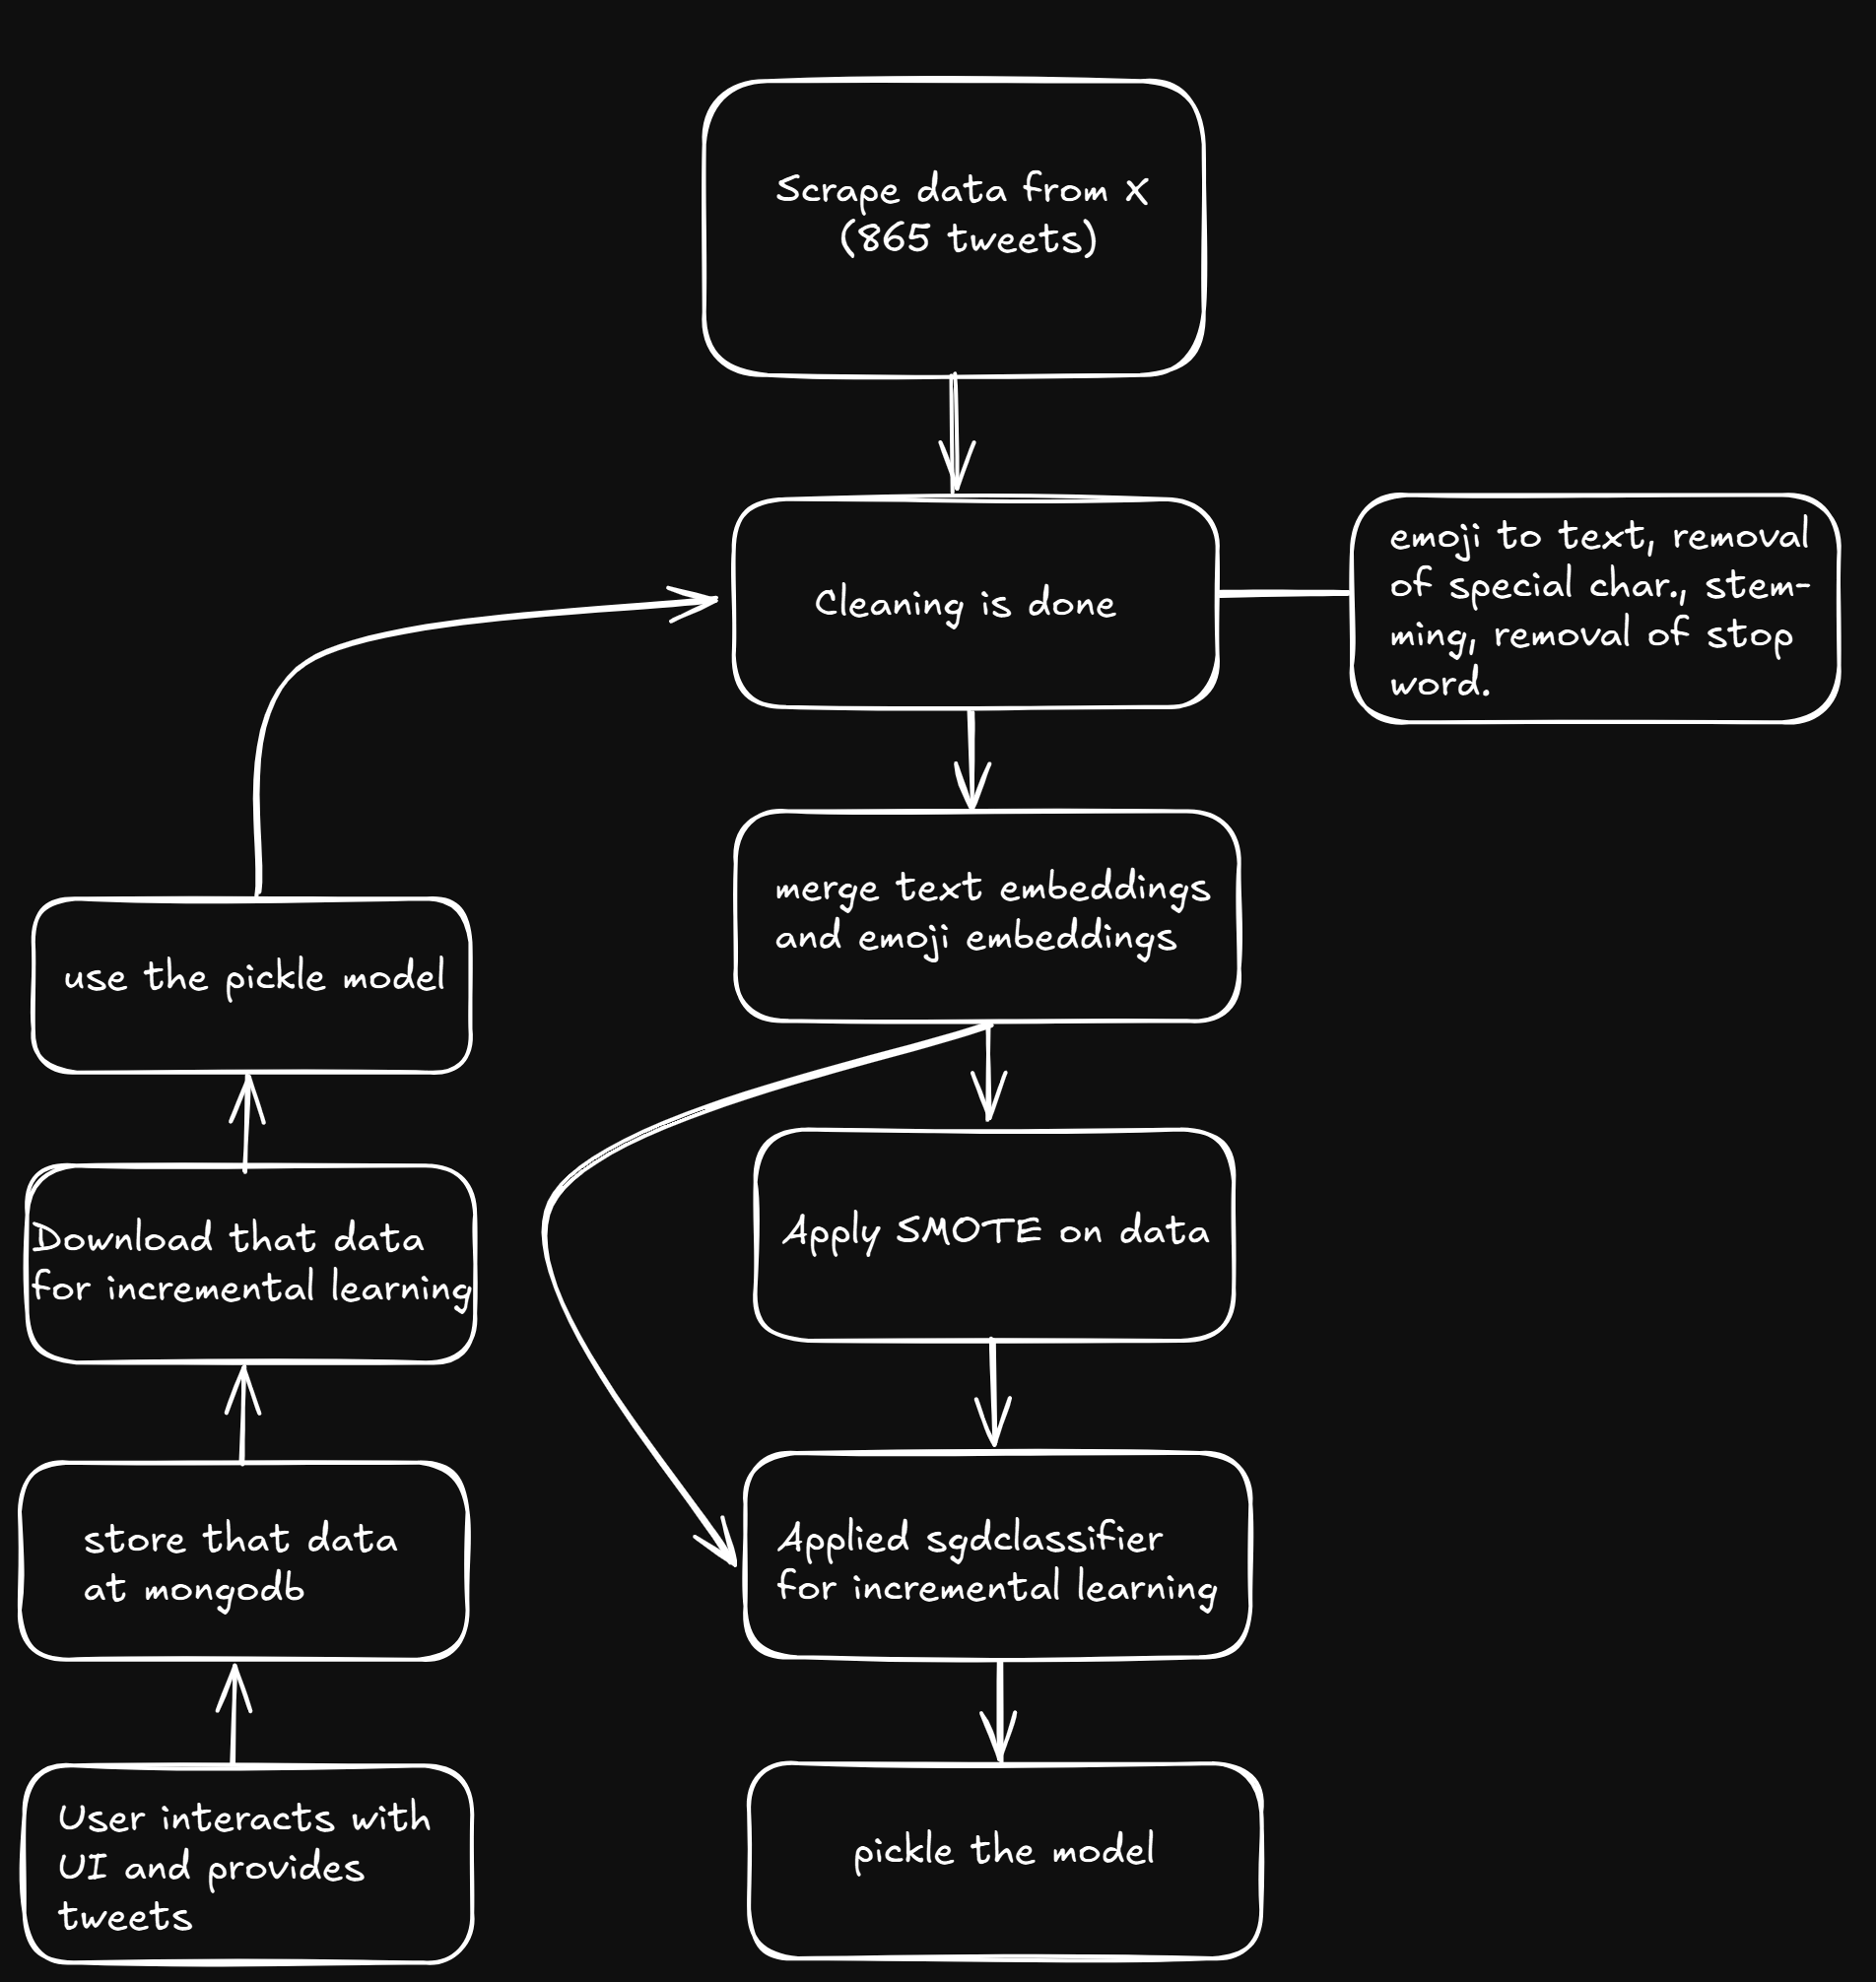 Scrape data from X
(865 tweets)
Cleaning is done
emoji to text, removal
of special char., stem-
ming, removal of stop
word.
merge text embeddings
and emoji embeddings
use the pickle model
Apply SMOTE on data
Download that data
for incremental learning
Applied sgdclassifier
for incremental learning
store that data
at mongodb
User interacts with
UI and provides
tweets
pickle the model